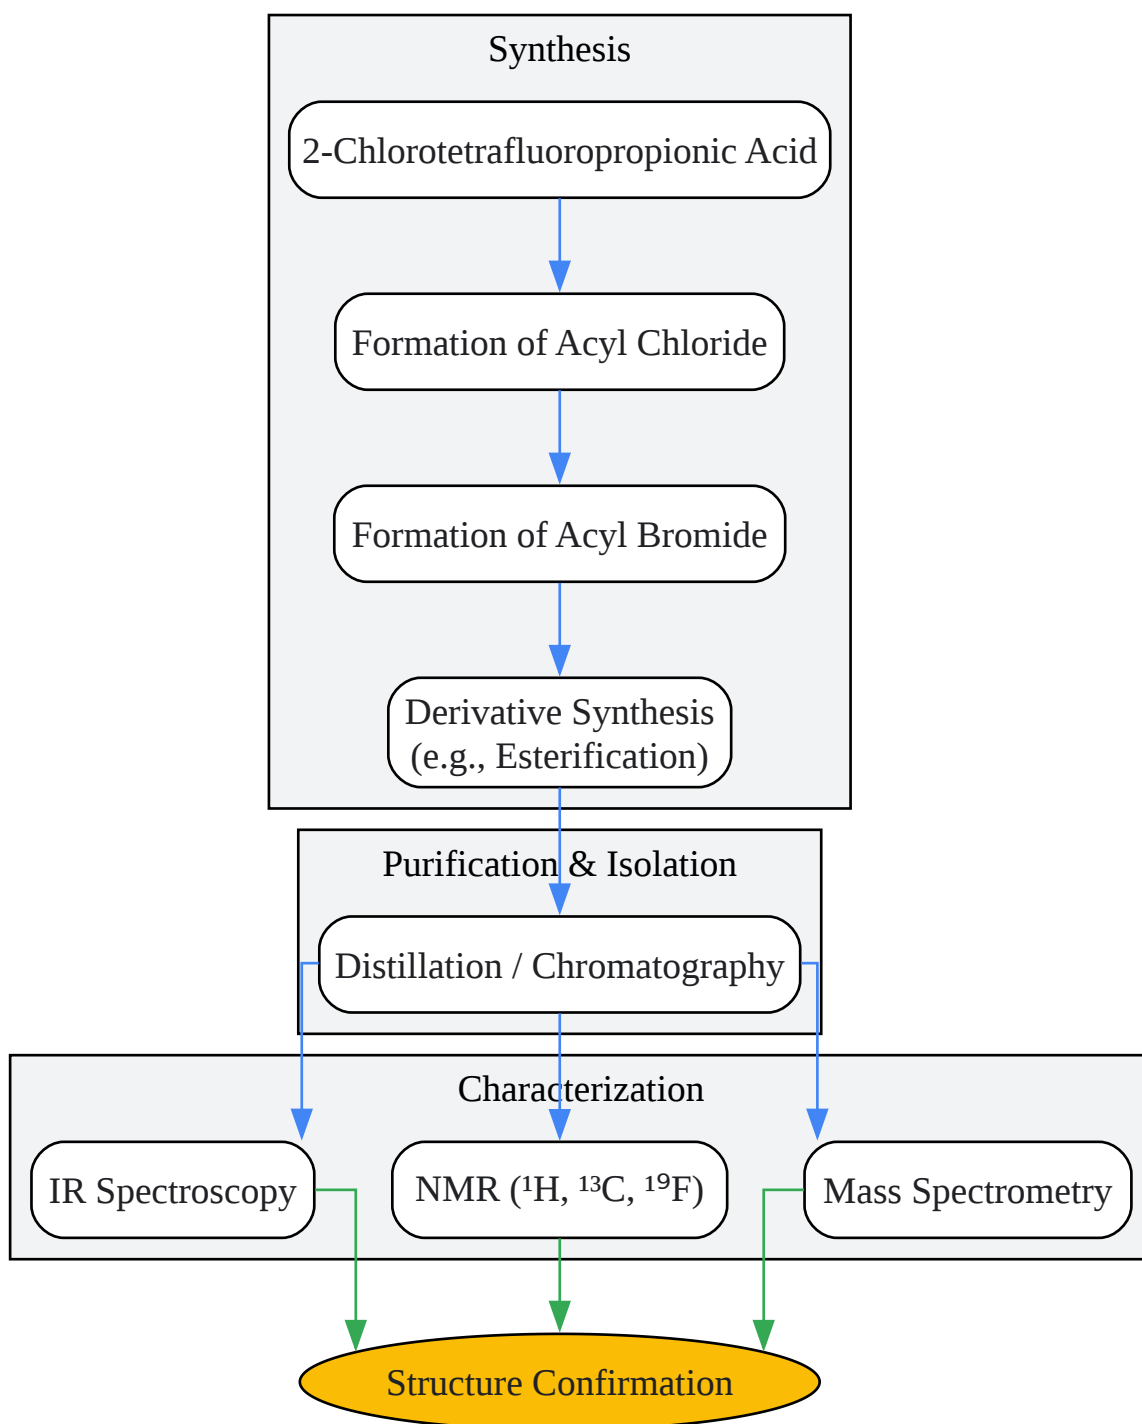 Synthesis
2-Chlorotetrafluoropropionic Acid
Formation of Acyl Chloride
Formation of Acyl Bromide
Derivative Synthesis
(e.g., Esterification)
Purification & Isolation
Distillation / Chromatography
Characterization
IR Spectroscopy
NMR (¹H, ¹³C, ¹⁹F)
Mass Spectrometry
Structure Confirmation